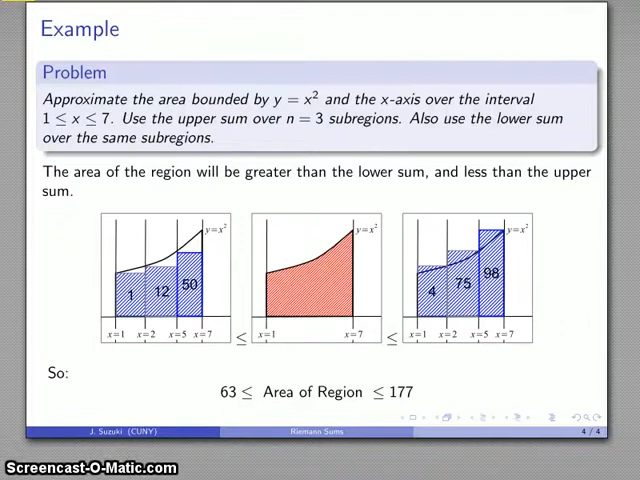 Example
Problem
Approximate the area bounded by y = x² and the x-axis over the interval
1 ≤ x ≤ 7. Use the upper sum over n = 3 subregions. Also use the lower sum
over the same subregions.
The area of the region will be greater than the lower sum, and less than the upper
sum.
y=x² y=x² y=x²
1 12 50 4 75 98
x=1 x=2 x=5 x=7 ≤ x=1 x=7 ≤ x=1 x=2 x=5 x=7
So:
63 ≤ Area of Region ≤ 177
J. Suzuki (CUNY) Riemann Sums 4 / 4
Screencast-O-Matic.com